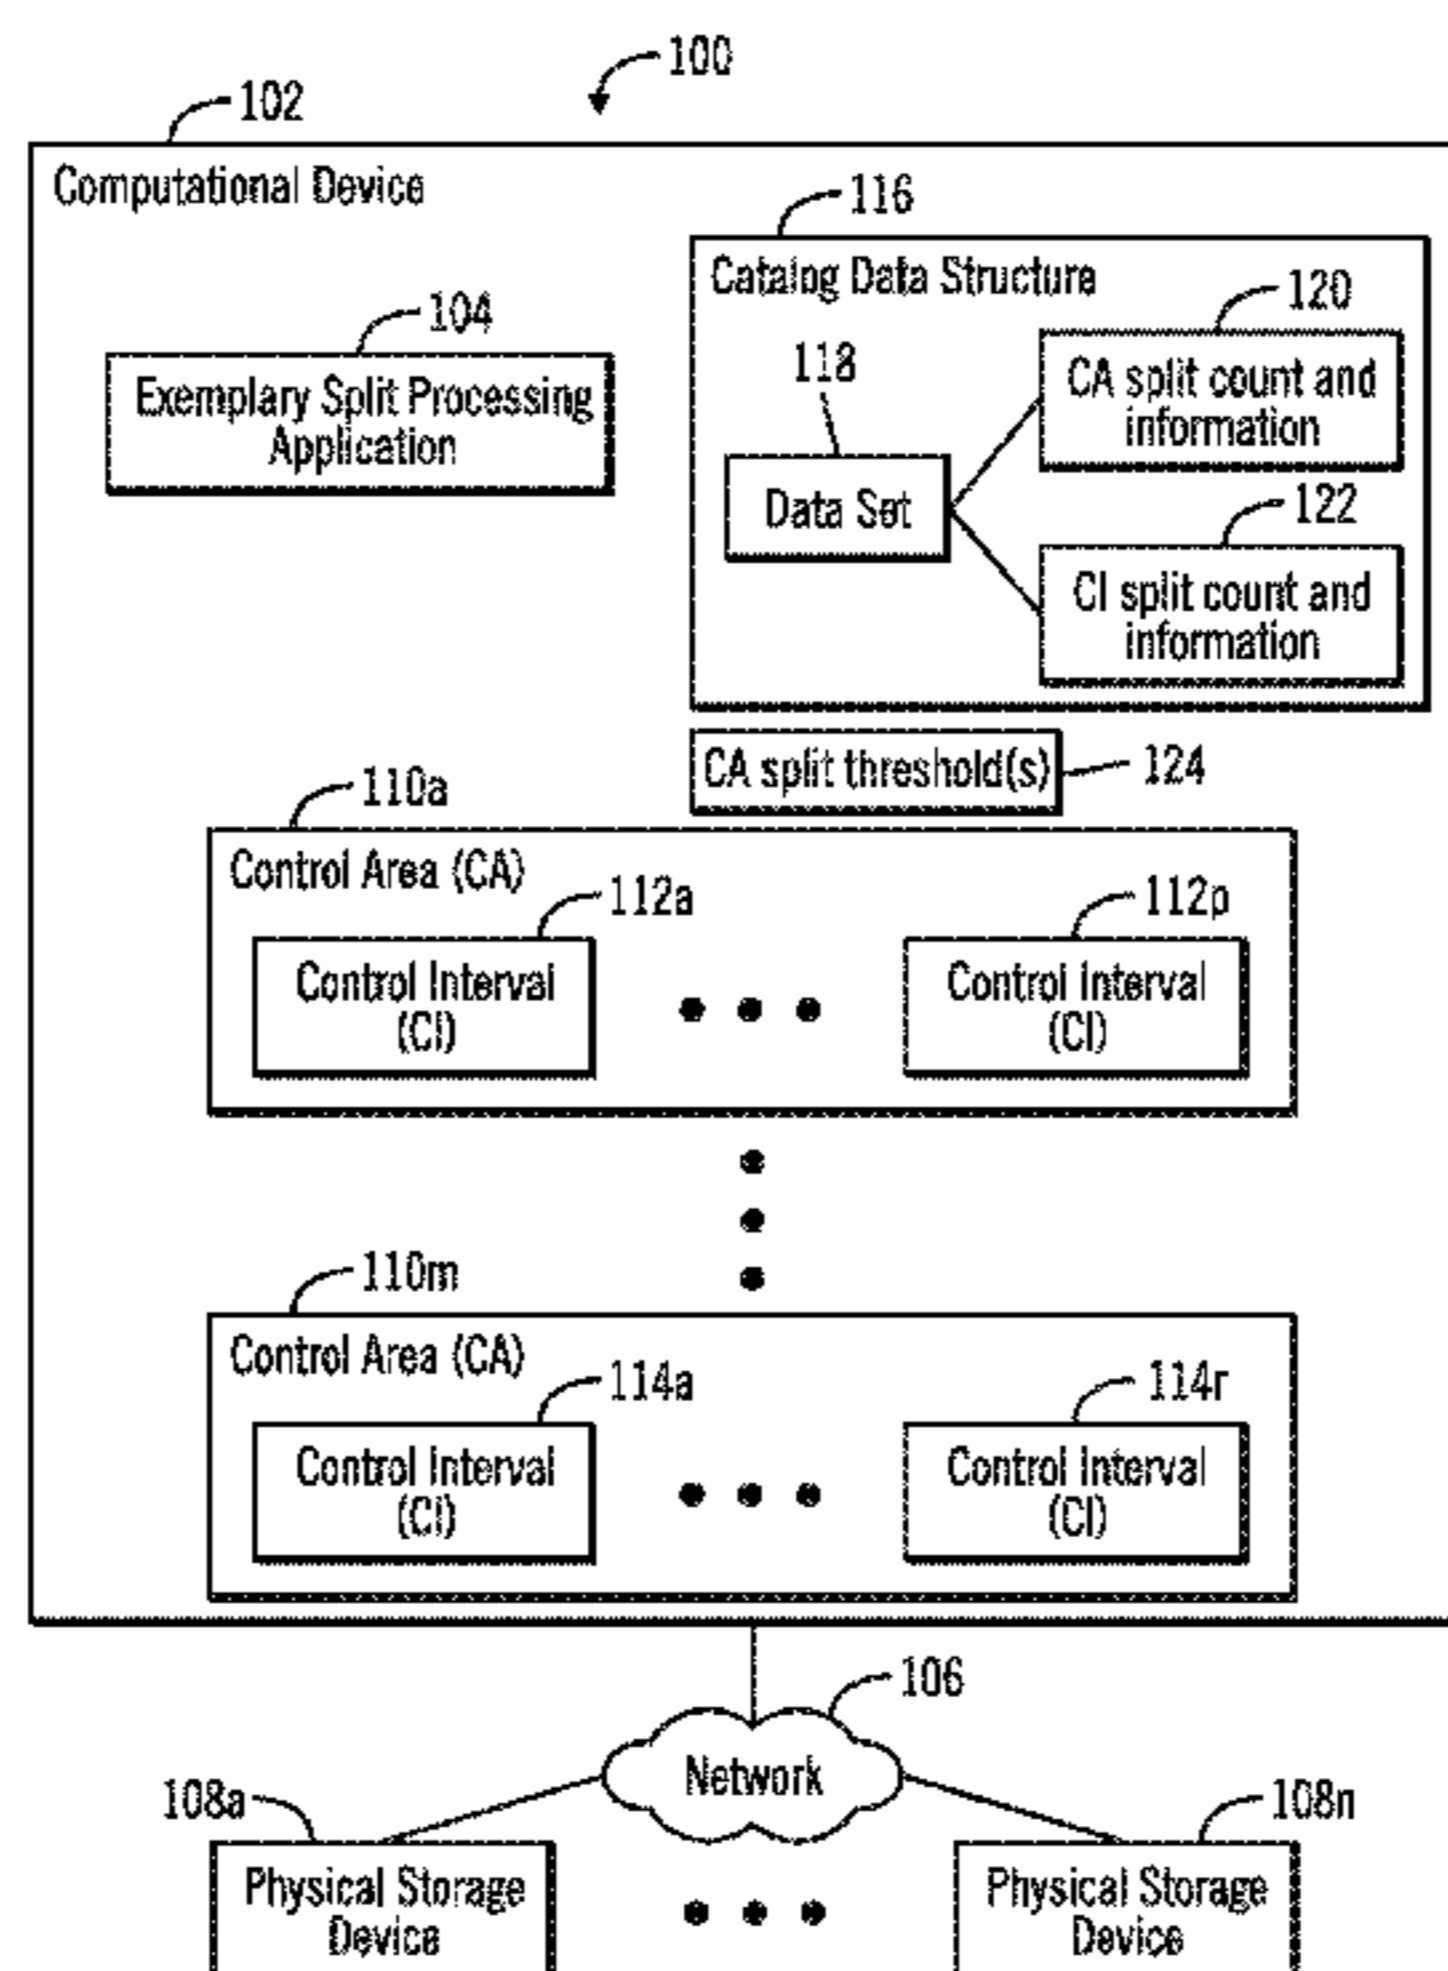 100
102
Computational Device
116
Catalog Data Structure
104
Exemplary Split Processing
Application
118
Data Set
120
CA split count and
information
122
CI split count and
information
CA split threshold(s)
124
110a
Control Area (CA)
112a
Control Interval
(CI)
112p
Control Interval
(CI)
110m
Control Area (CA)
114a
Control Interval
(CI)
114r
Control Interval
(CI)
106
Network
108a
Physical Storage
Device
108n
Physical Storage
Device